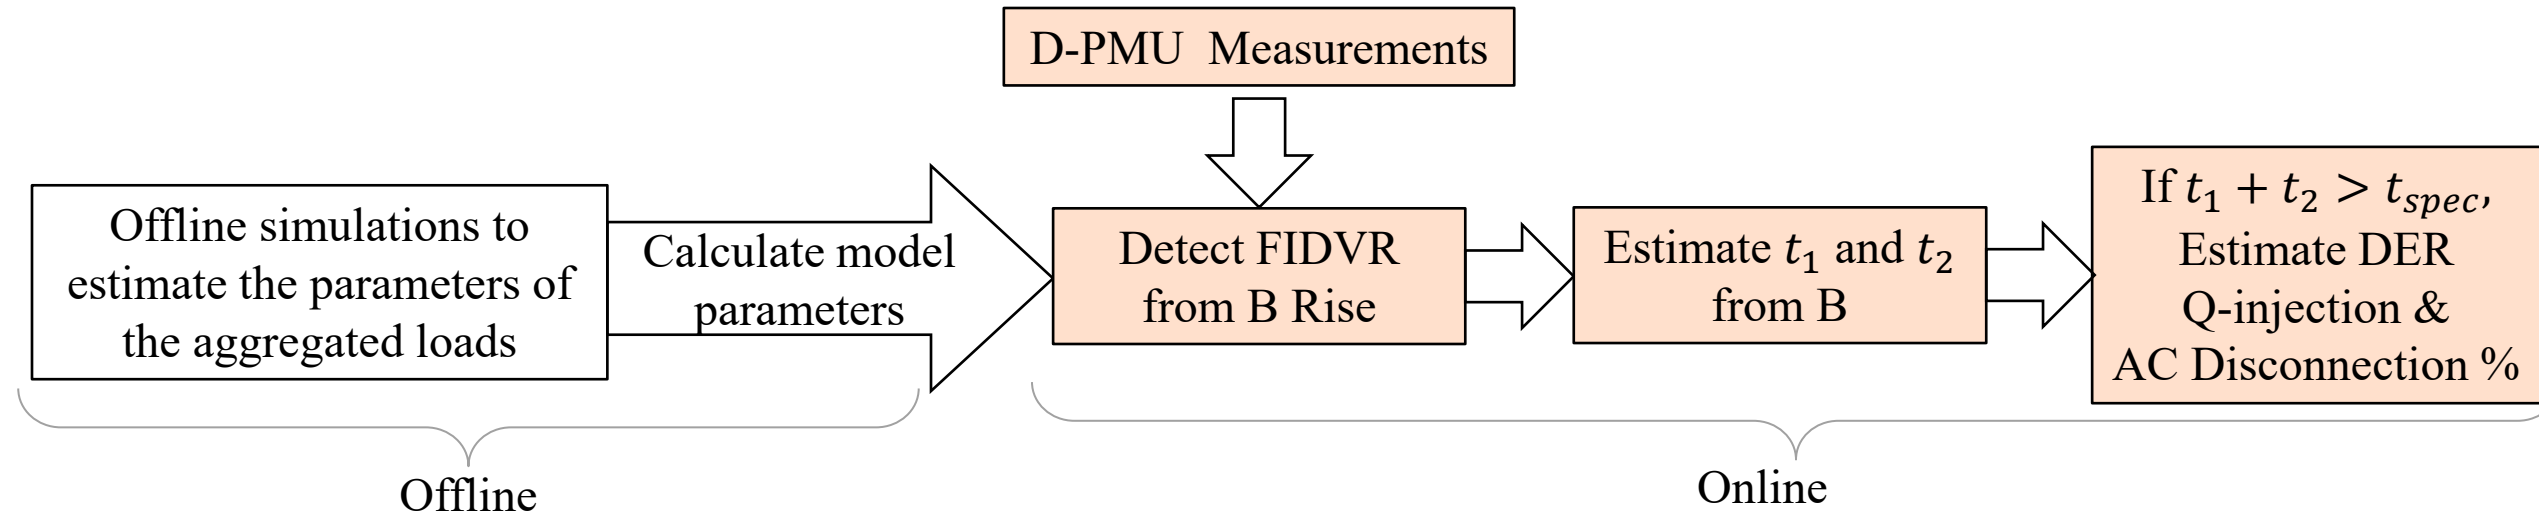 D-PMU Measurements
Offline simulations to
estimate the parameters of
the aggregated loads
Calculate model
parameters
Detect FIDVR
from B Rise
Estimate t₁ and t₂
from B
If t₁ + t₂ > tₛₚₑ꜀,
Estimate DER
Q-injection &
AC Disconnection %
Offline
Online